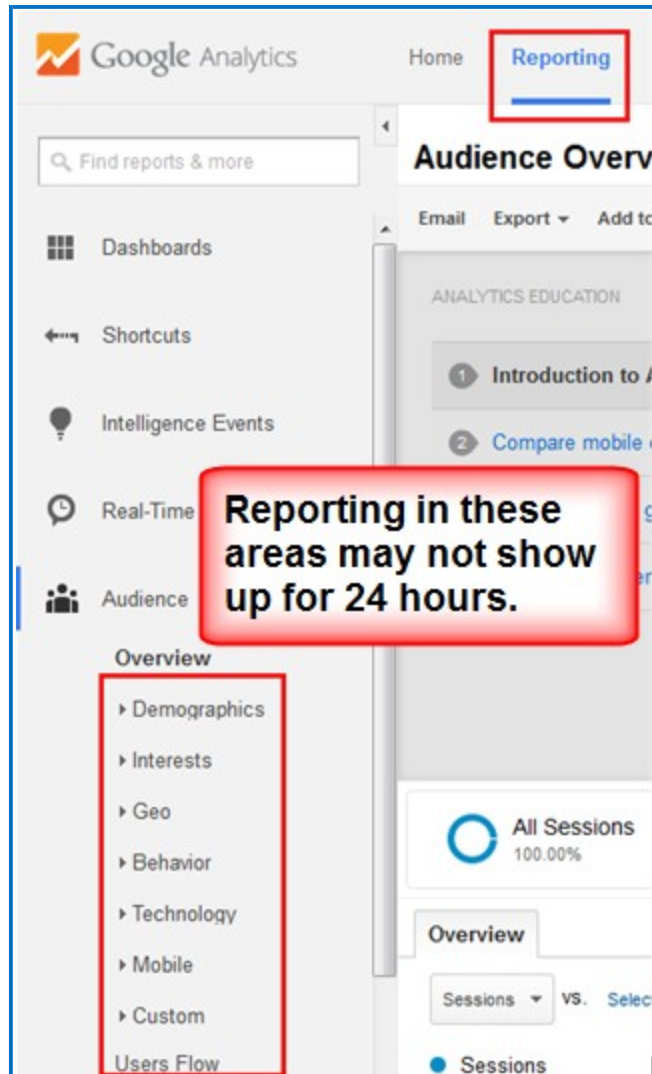 Google Analytics
Home
Reporting
Find reports & more
Audience Overv
Email
Export
Add to
Dashboards
ANALYTICS EDUCATION
Shortcuts
1 Introduction to A
Intelligence Events
2 Compare mobile
Real-Time
Reporting in these
areas may not show
up for 24 hours.
Audience
Overview
Demographics
Interests
Geo
Behavior
Technology
Mobile
Custom
Users Flow
All Sessions
100.00%
Overview
Sessions
VS.
Selec
Sessions